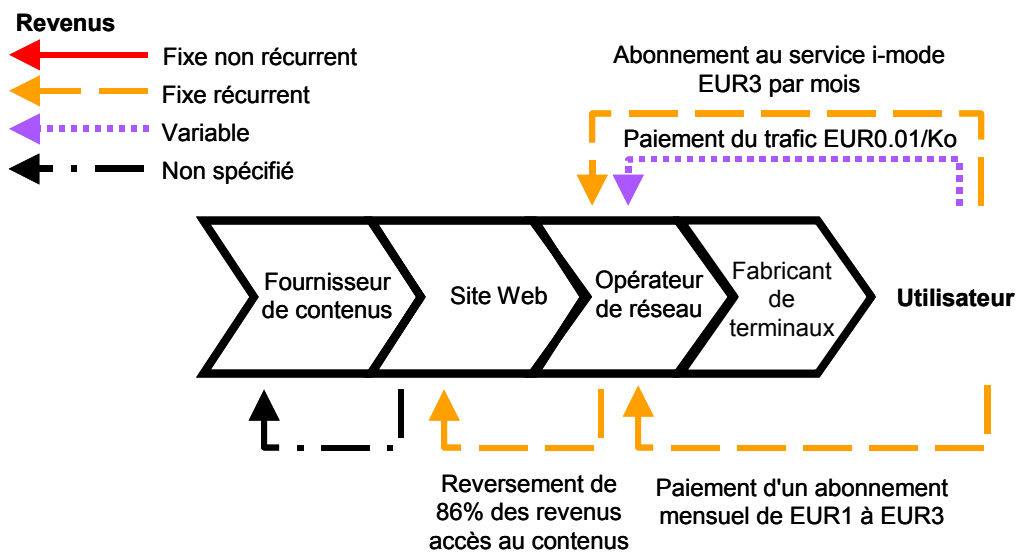 Revenus
Fixe non récurrent
Fixe récurrent
Variable
Non spécifié
Abonnement au service i-mode
EUR3 par mois
Paiement du trafic EUR0.01/Ko
Fournisseur
de contenus
Site Web
Opérateur
de réseau
Fabricant
de
terminaux
Utilisateur
Reversement de
86% des revenus
accès au contenus
Paiement d'un abonnement
mensuel de EUR1 à EUR3